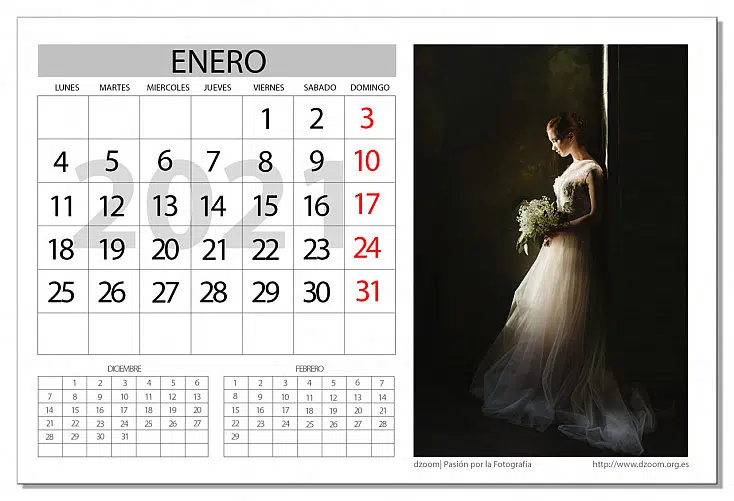 ENERO
LUNES MARTES MIERCOLES JUEVES VIERNES SABADO DOMINGO
2021
1 2 3
4 5 6 7 8 9 10
11 12 13 14 15 16 17
18 19 20 21 22 23 24
25 26 27 28 29 30 31
DICIEMBRE
1 2 3 4 5 6
7 8 9 10 11 12 13
14 15 16 17 18 19 20
21 22 23 24 25 26 27
28 29 30 31
FEBRERO
1 2 3 4 5 6 7
8 9 10 11 12 13 14
15 16 17 18 19 20 21
22 23 24 25 26 27 28
29
dzoom| Pasión por la Fotografía
http://www.dzoom.org.es